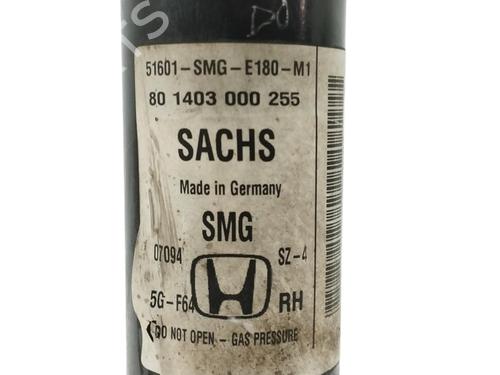 51601-SMG-E180-M1
80 1403 000 255
SACHS
Made in Germany
SMG
07094 SZ-4
5G-F64 RH
DO NOT OPEN - GAS PRESSURE